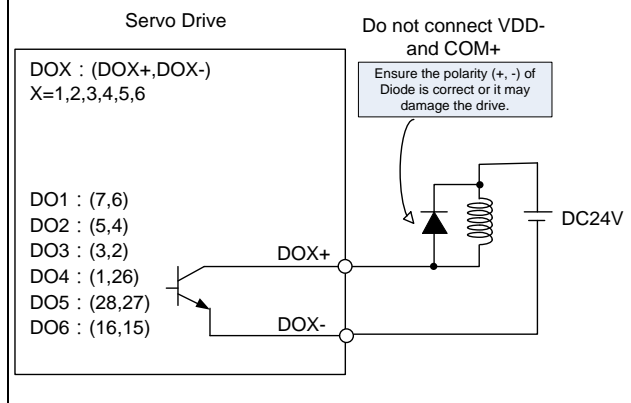 Servo Drive
Do not connect VDD-
and COM+
Ensure the polarity (+, -) of
Diode is correct or it may
damage the drive.
DOX : (DOX+,DOX-)
X=1,2,3,4,5,6
DO1 : (7,6)
DO2 : (5,4)
DO3 : (3,2)
DO4 : (1,26)
DO5 : (28,27)
DO6 : (16,15)
DOX+
DOX-
DC24V